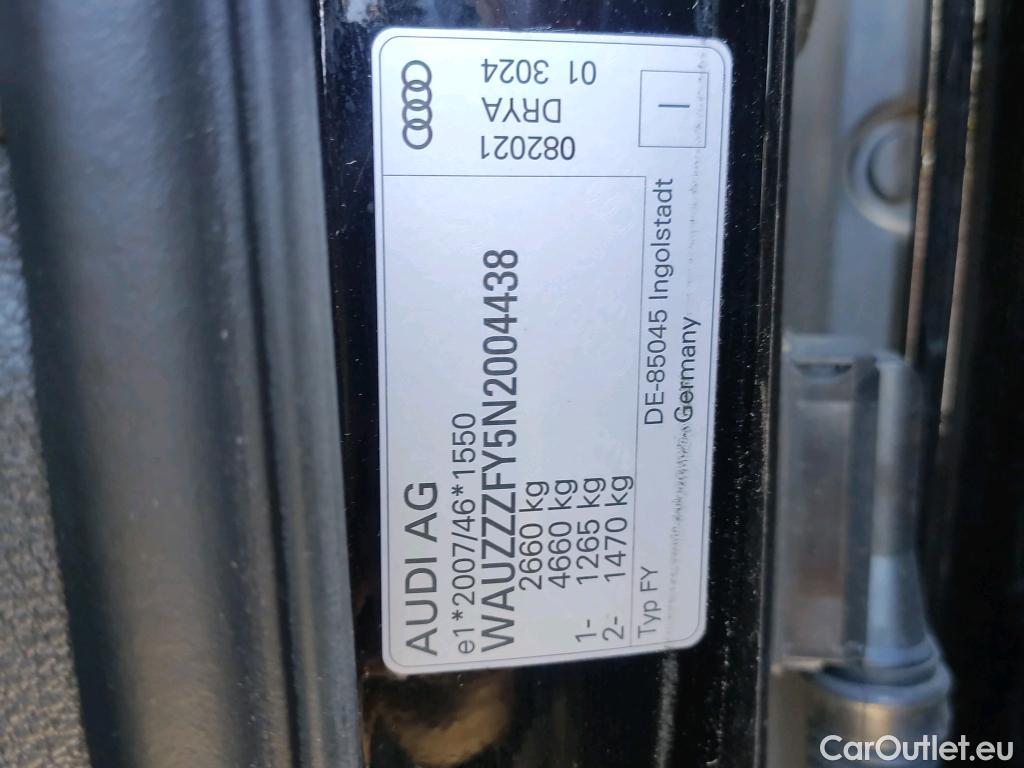 AUDI AG
e1*2007/46*1550
WAUZZZFY5N2004438
2660 kg
4660 kg
1- 1265 kg
2- 1470 kg
Typ FY
DE-85045 Ingolstadt
Germany
082021
DRYA
01 3024
I
CarOutlet.eu